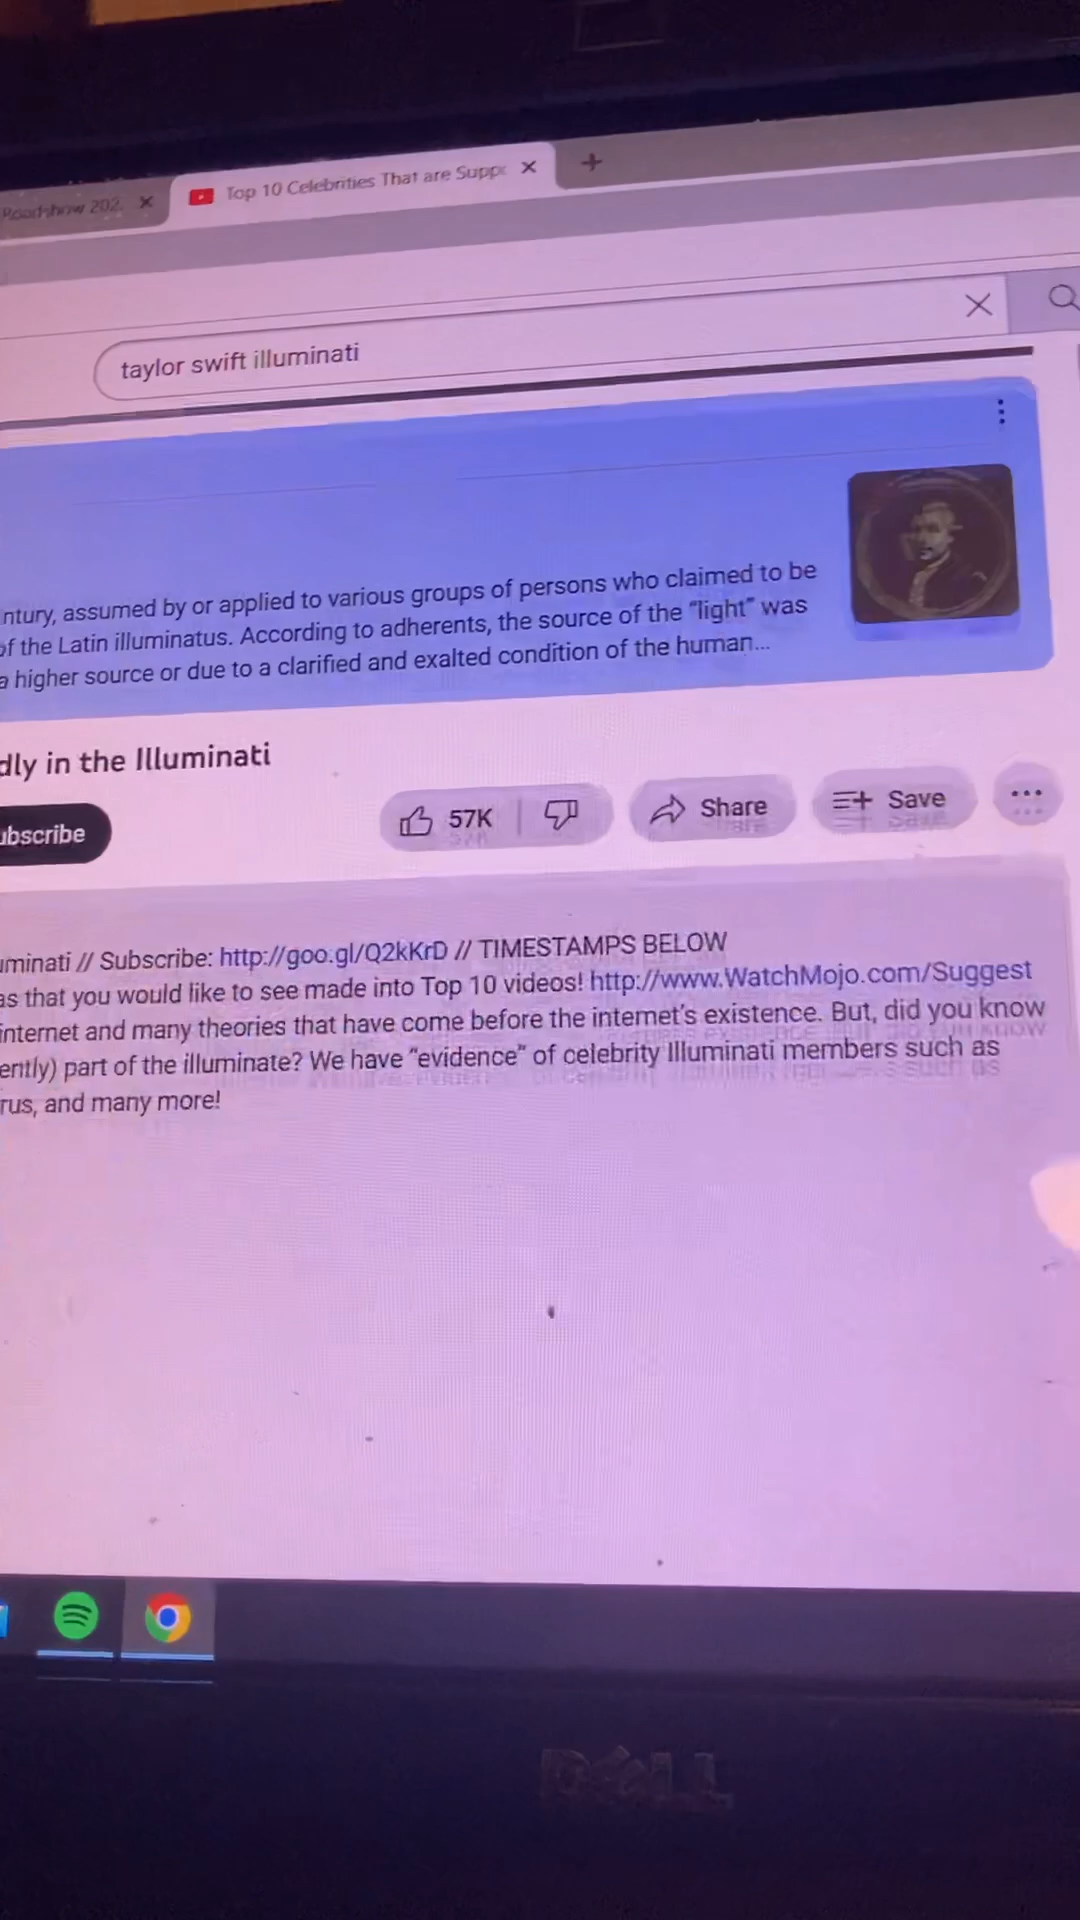 Roadshow 202
Top 10 Celebrities That are Suppo
taylor swift illuminati
ntury, assumed by or applied to various groups of persons who claimed to be
of the Latin illuminatus. According to adherents, the source of the “light” was
a higher source or due to a clarified and exalted condition of the human...
dly in the Illuminati
ubscribe
57K
Share
Save
uminati // Subscribe: http://goo.gl/Q2kKrD // TIMESTAMPS BELOW
as that you would like to see made into Top 10 videos! http://www.WatchMojo.com/Suggest
internet and many theories that have come before the internet's existence. But, did you know
ently) part of the illuminate? We have “evidence” of celebrity Illuminati members such as
rus, and many more!
DELL